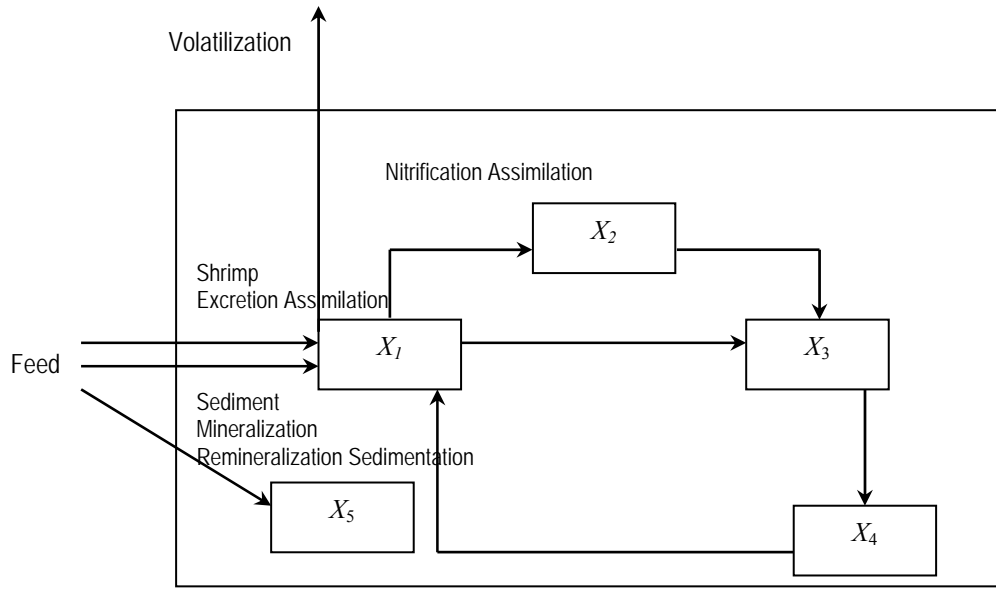 Volatilization
Nitrification Assimilation
X2
Shrimp
Excretion Assimilation
X1
X3
Feed
Sediment
Mineralization
Remineralization Sedimentation
X5
X4